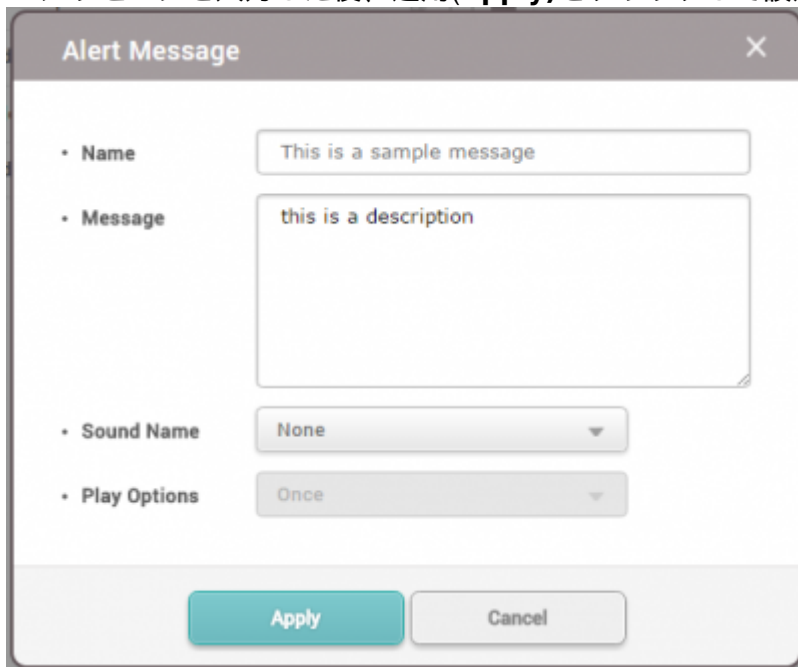 Alert Message
Name
This is a sample message
Message
this is a description
Sound Name
None
Play Options
Once
Apply
Cancel